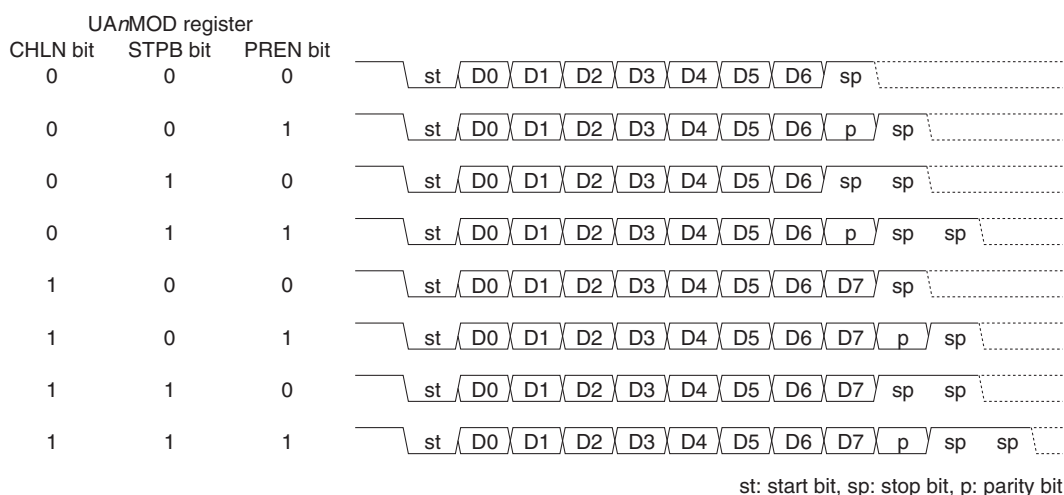 UAnMOD register
CHLN bit STPB bit PREN bit
0 0 0 st D0 D1 D2 D3 D4 D5 D6 sp
0 0 1 st D0 D1 D2 D3 D4 D5 D6 p sp
0 1 0 st D0 D1 D2 D3 D4 D5 D6 sp sp
0 1 1 st D0 D1 D2 D3 D4 D5 D6 p sp sp
1 0 0 st D0 D1 D2 D3 D4 D5 D6 D7 sp
1 0 1 st D0 D1 D2 D3 D4 D5 D6 D7 p sp
1 1 0 st D0 D1 D2 D3 D4 D5 D6 D7 sp sp
1 1 1 st D0 D1 D2 D3 D4 D5 D6 D7 p sp sp
st: start bit, sp: stop bit, p: parity bit